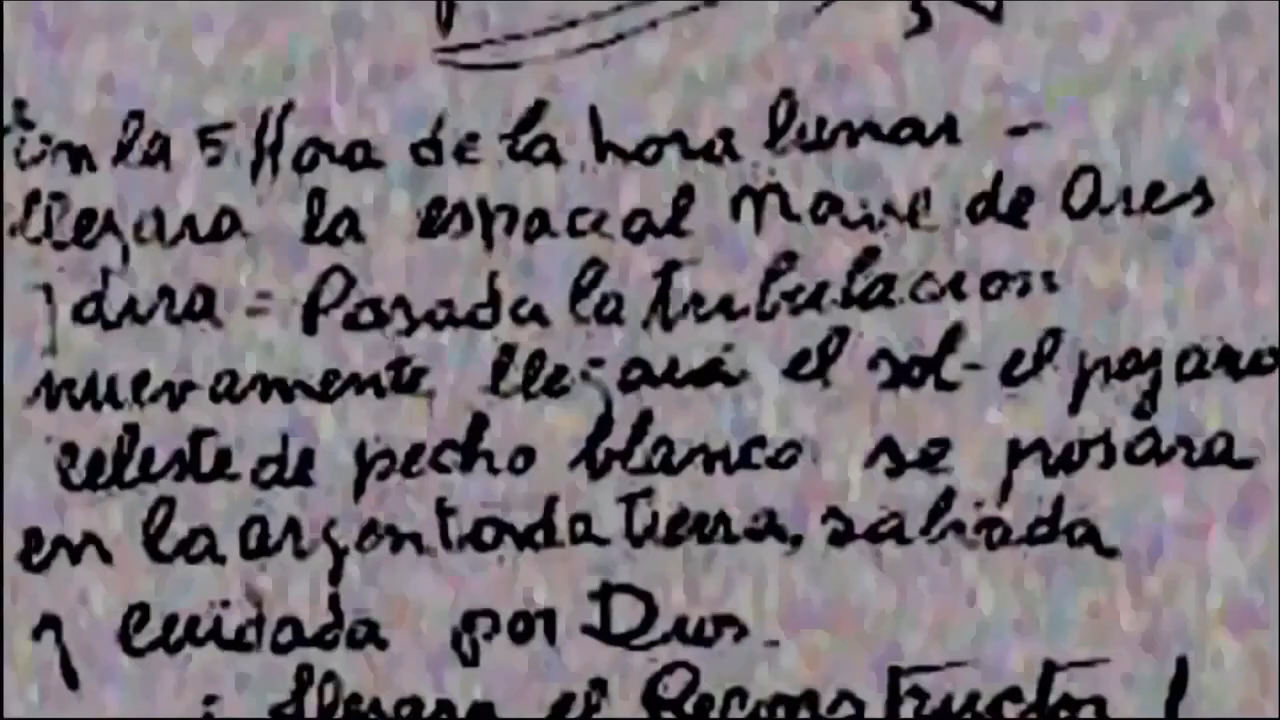 En la 5 Hora de la hora lunar -
llegara la espacial Nave de Ares
y dira = Pasada la tribulacion
nuevamente llegará el sol - el pajaro
celeste de pecho blanco se posara
en la argentada tierra, salvada
y cuidada por Dios.
¡ llegara el Reconstructor !